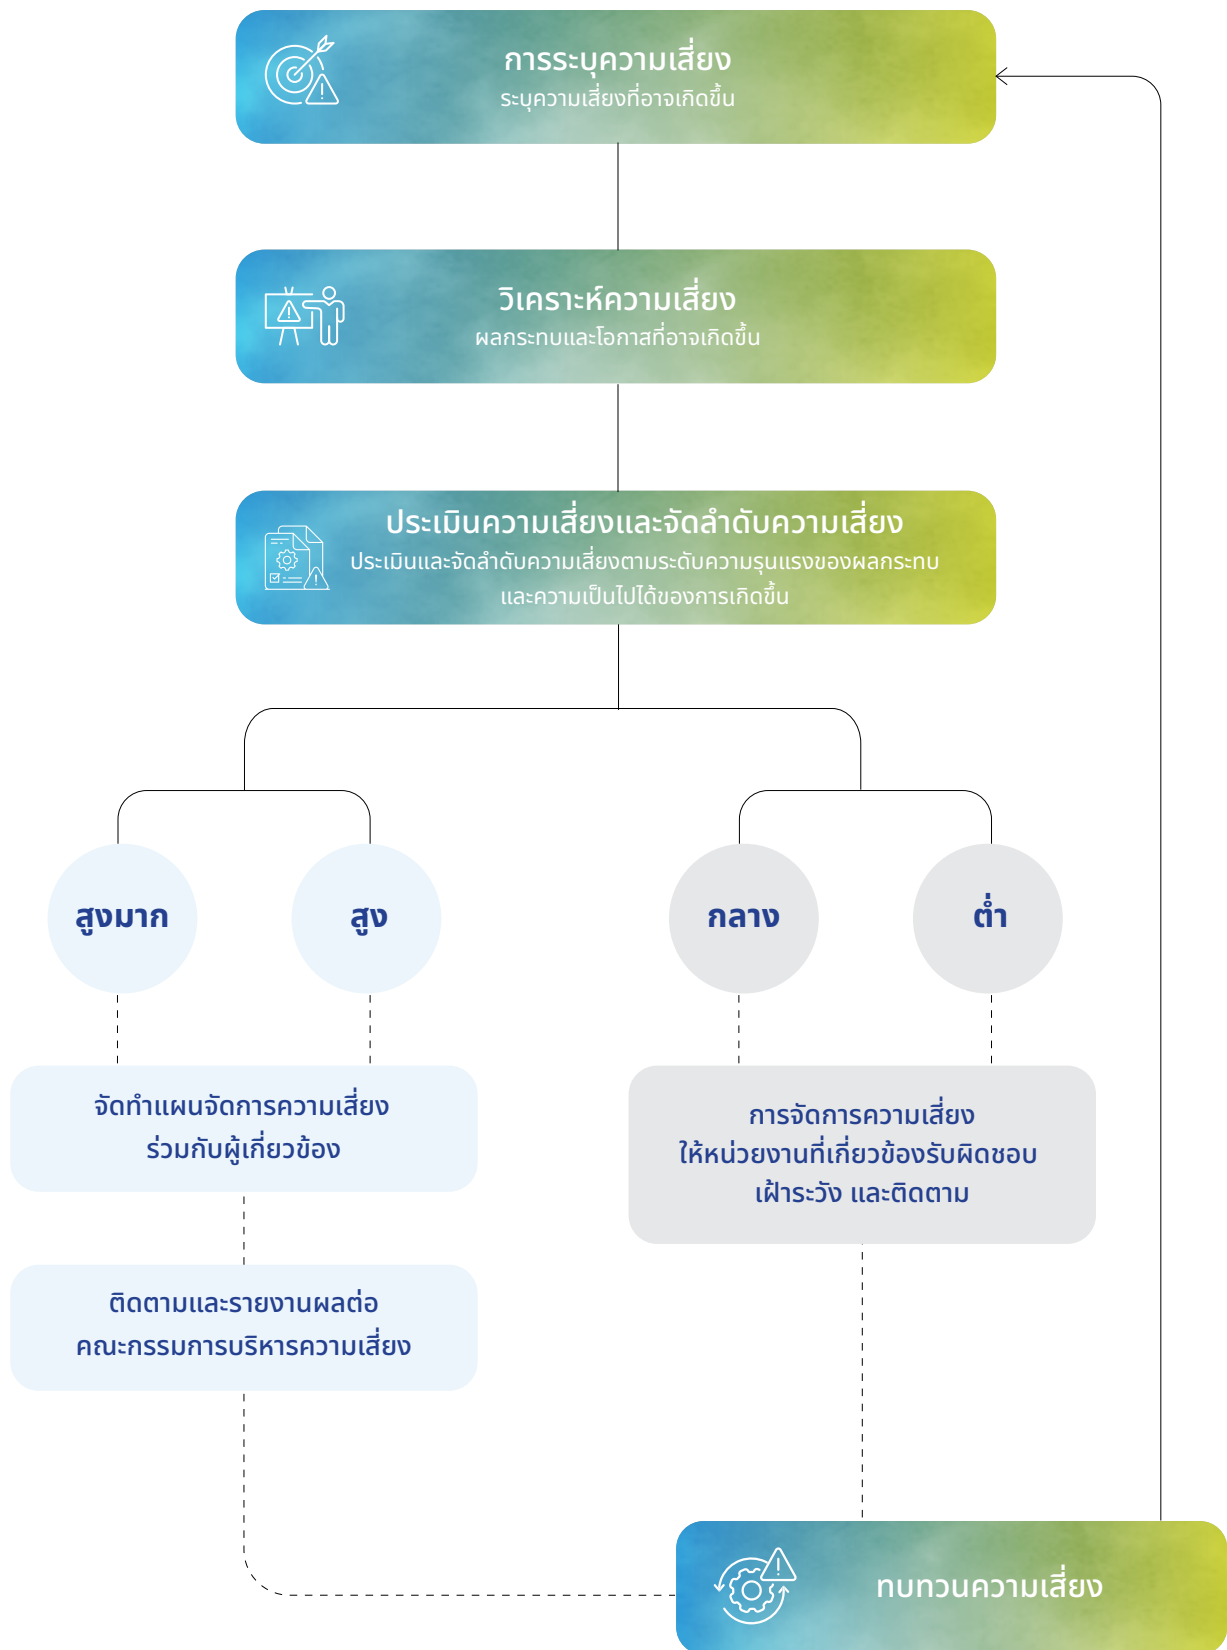 การระบุความเสี่ยง
ระบุความเสี่ยงที่อาจเกิดขึ้น
วิเคราะห์ความเสี่ยง
ผลกระทบและโอกาสที่อาจเกิดขึ้น
ประเมินความเสี่ยงและจัดลำดับความเสี่ยง
ประเมินและจัดลำดับความเสี่ยงตามระดับความรุนแรงของผลกระทบ
และความเป็นไปได้ของการเกิดขึ้น
สูงมาก
สูง
กลาง
ต่ำ
จัดทำแผนจัดการความเสี่ยง
ร่วมกับผู้เกี่ยวข้อง
การจัดการความเสี่ยง
ให้หน่วยงานที่เกี่ยวข้องรับผิดชอบ
เฝ้าระวัง และติดตาม
ติดตามและรายงานผลต่อ
คณะกรรมการบริหารความเสี่ยง
ทบทวนความเสี่ยง